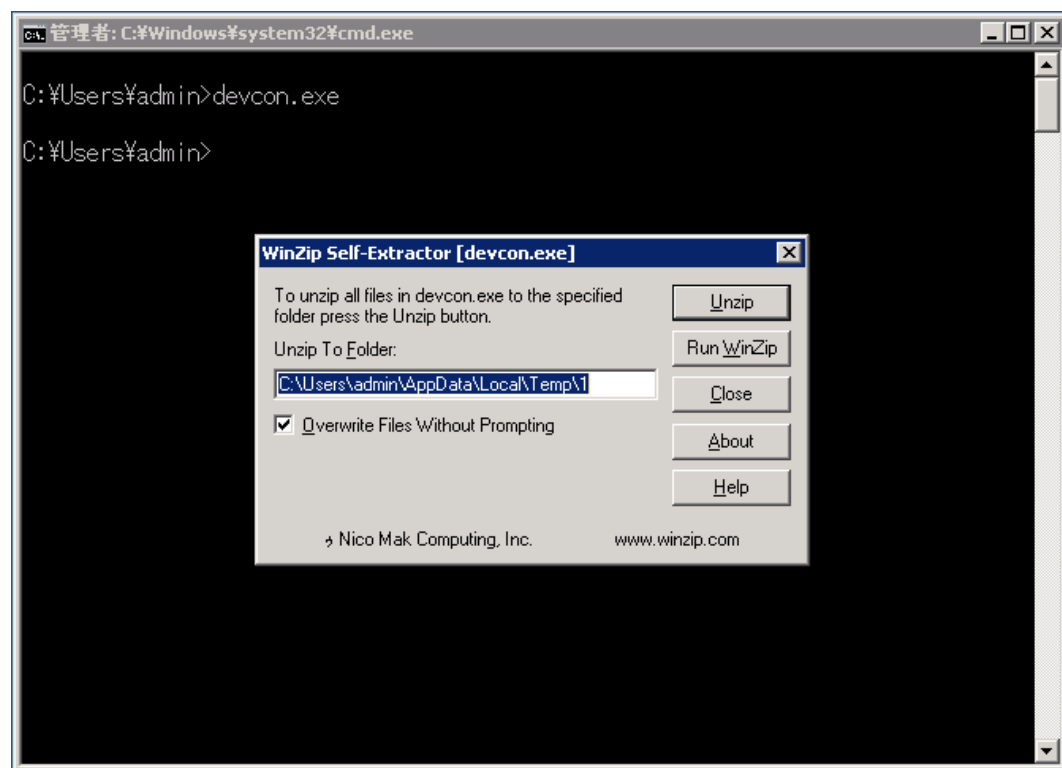 管理者: C:¥Windows¥system32¥cmd.exe
C:¥Users¥admin>devcon.exe
C:¥Users¥admin>
WinZip Self-Extractor [devcon.exe]
To unzip all files in devcon.exe to the specified
folder press the Unzip button.
Unzip
Unzip To Folder:
Run WinZip
C:\Users\admin\AppData\Local\Temp\1
Close
Overwrite Files Without Prompting
About
Help
ｩ Nico Mak Computing, Inc.
www.winzip.com